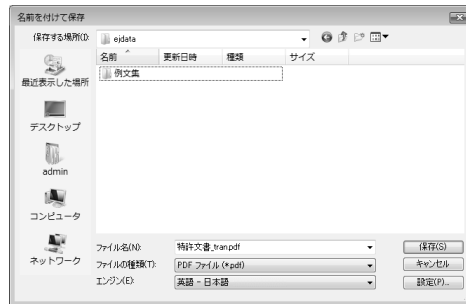 名前を付けて保存
保存する場所(I):
ejdata
名前
更新日時
種類
サイズ
例文集
最近表示した場所
デスクトップ
admin
コンピュータ
ネットワーク
ファイル名(N):
特許文書_tran.pdf
保存(S)
ファイルの種類(T):
PDF ファイル (*pdf)
キャンセル
エンジン(E):
英語 - 日本語
設定(P)...